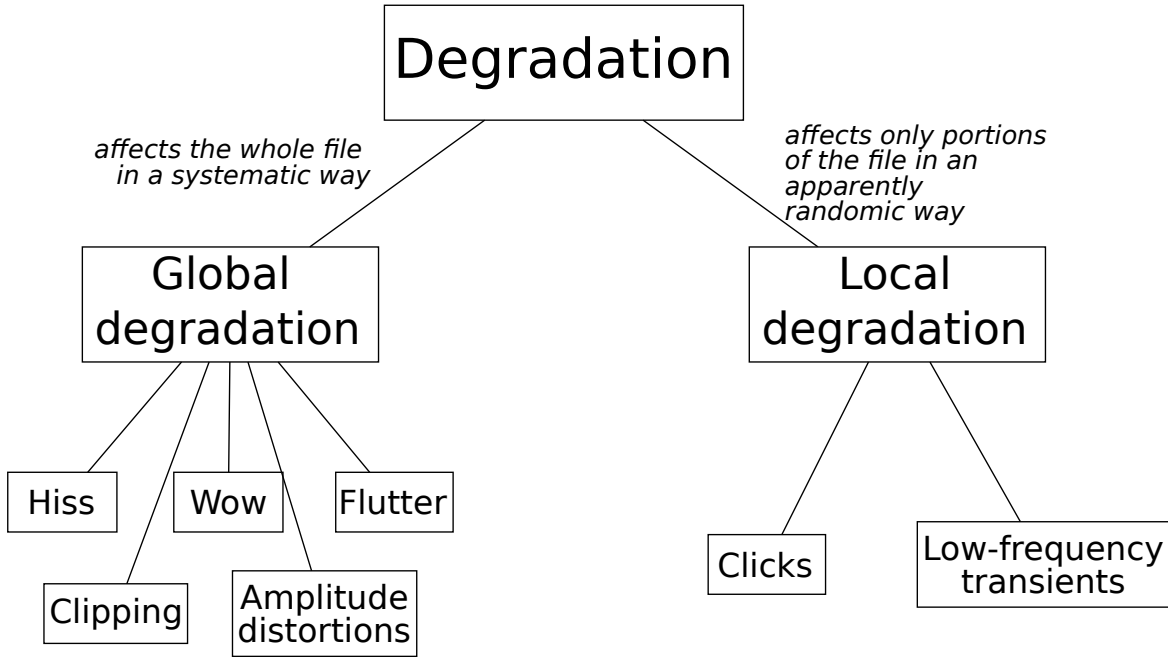 Degradation
affects the whole file
in a systematic way
affects only portions
of the file in an
apparently
randomic way
Global
degradation
Local
degradation
Hiss
Wow
Flutter
Clipping
Amplitude
distortions
Clicks
Low-frequency
transients